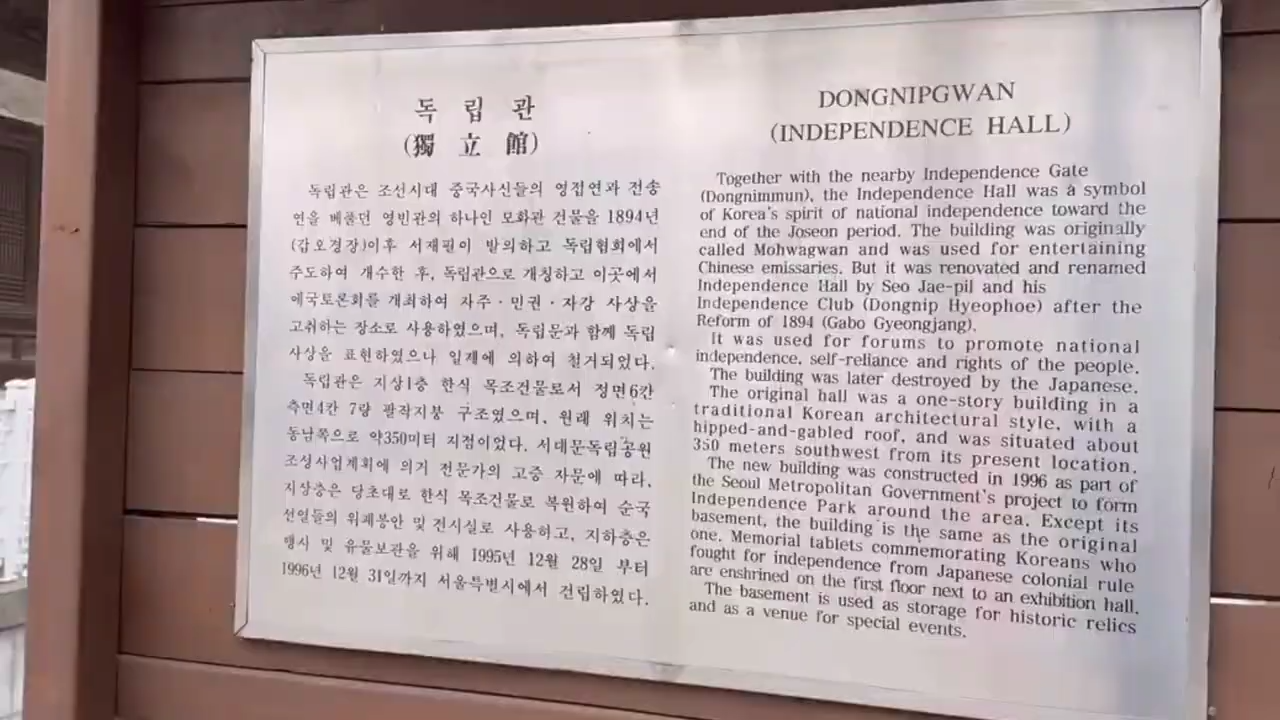 독 립 관
(獨 立 館)
독립관은 조선시대 중국사신들의 영접연과 전송
연을 베풀던 영빈관의 하나인 모화관 건물을 1894년
(갑오경장)이후 서재필이 발의하고 독립협회에서
주도하여 개수한 후, 독립관으로 개칭하고 이곳에서
애국토론회를 개최하여 자주·민권·자강 사상을
고취하는 장소로 사용하였으며, 독립문과 함께 독립
사상을 표현하였으나 일제에 의하여 철거되었다.
독립관은 지상1층 한식 목조건물로서 정면6칸
측면4칸 7량 팔작지붕 구조였으며, 원래 위치는
동남쪽으로 약350미터 지점이었다. 서대문독립공원
조성사업계획에 의거 전문가의 고증 자문에 따라,
지상층은 당초대로 한식 목조건물로 복원하여 순국
선열들의 위패봉안 및 전시실로 사용하고, 지하층은
행사 및 유물보관을 위해 1995년 12월 28일 부터
1996년 12월 31일까지 서울특별시에서 건립하였다.
DONGNIPGWAN
(INDEPENDENCE HALL)
Together with the nearby Independence Gate
(Dongnimmun), the Independence Hall was a symbol
of Korea's spirit of national independence toward the
end of the Joseon period. The building was originally
called Mohwagwan and was used for entertaining
Chinese emissaries. But it was renovated and renamed
Independence Hall by Seo Jae-pil and his
Independence Club (Dongnip Hyeophoe) after the
Reform of 1894 (Gabo Gyeongjang).
It was used for forums to promote national
independence, self-reliance and rights of the people.
The building was later destroyed by the Japanese.
The original hall was a one-story building in a
traditional Korean architectural style, with a
hipped-and-gabled roof, and was situated about
350 meters southwest from its present location.
The new building was constructed in 1996 as part of
the Seoul Metropolitan Government's project to form
Independence Park around the area. Except its
basement, the building is the same as the original
one. Memorial tablets commemorating Koreans who
fought for independence from Japanese colonial rule
are enshrined on the first floor next to an exhibition hall.
The basement is used as storage for historic relics
and as a venue for special events.